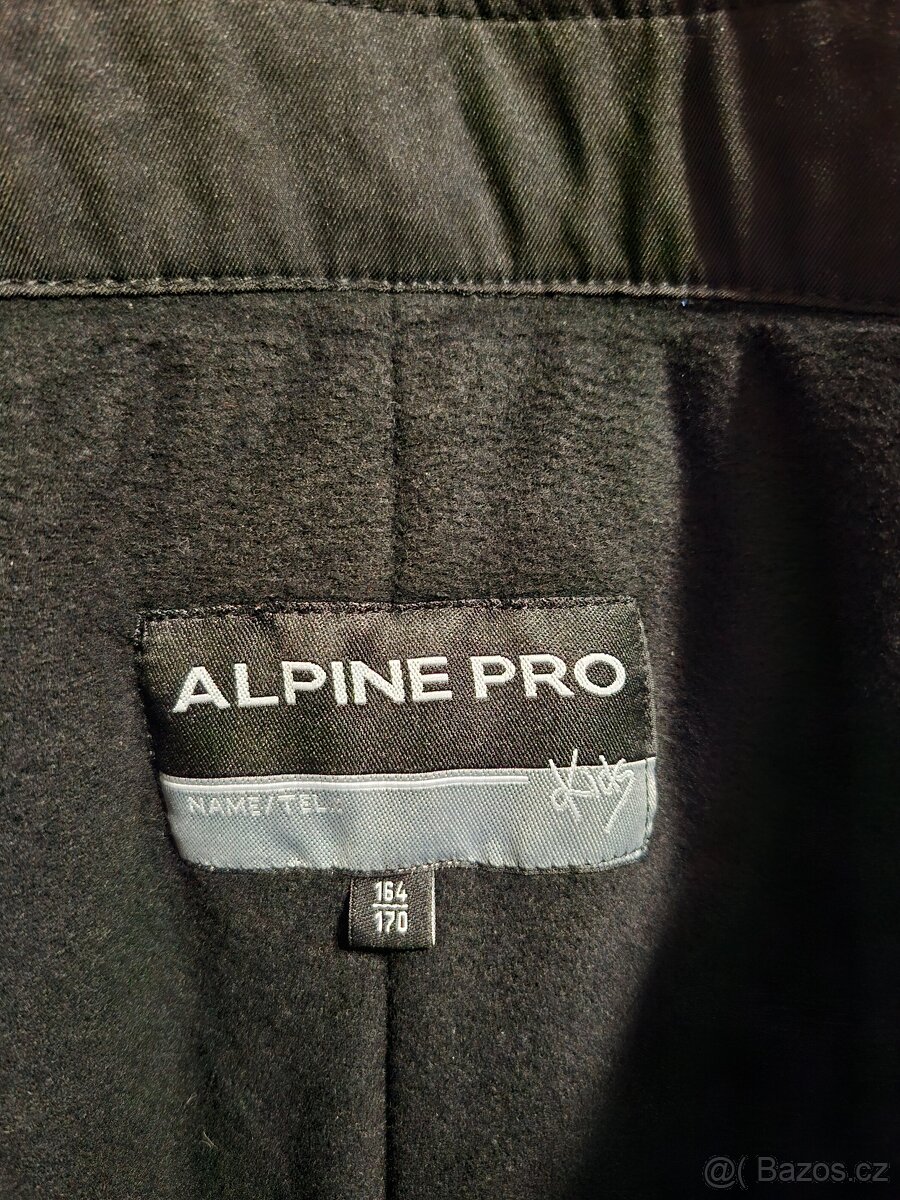 ALPINE PRO
Kids
NAME/TEL.:
164
170
@( Bazos.cz